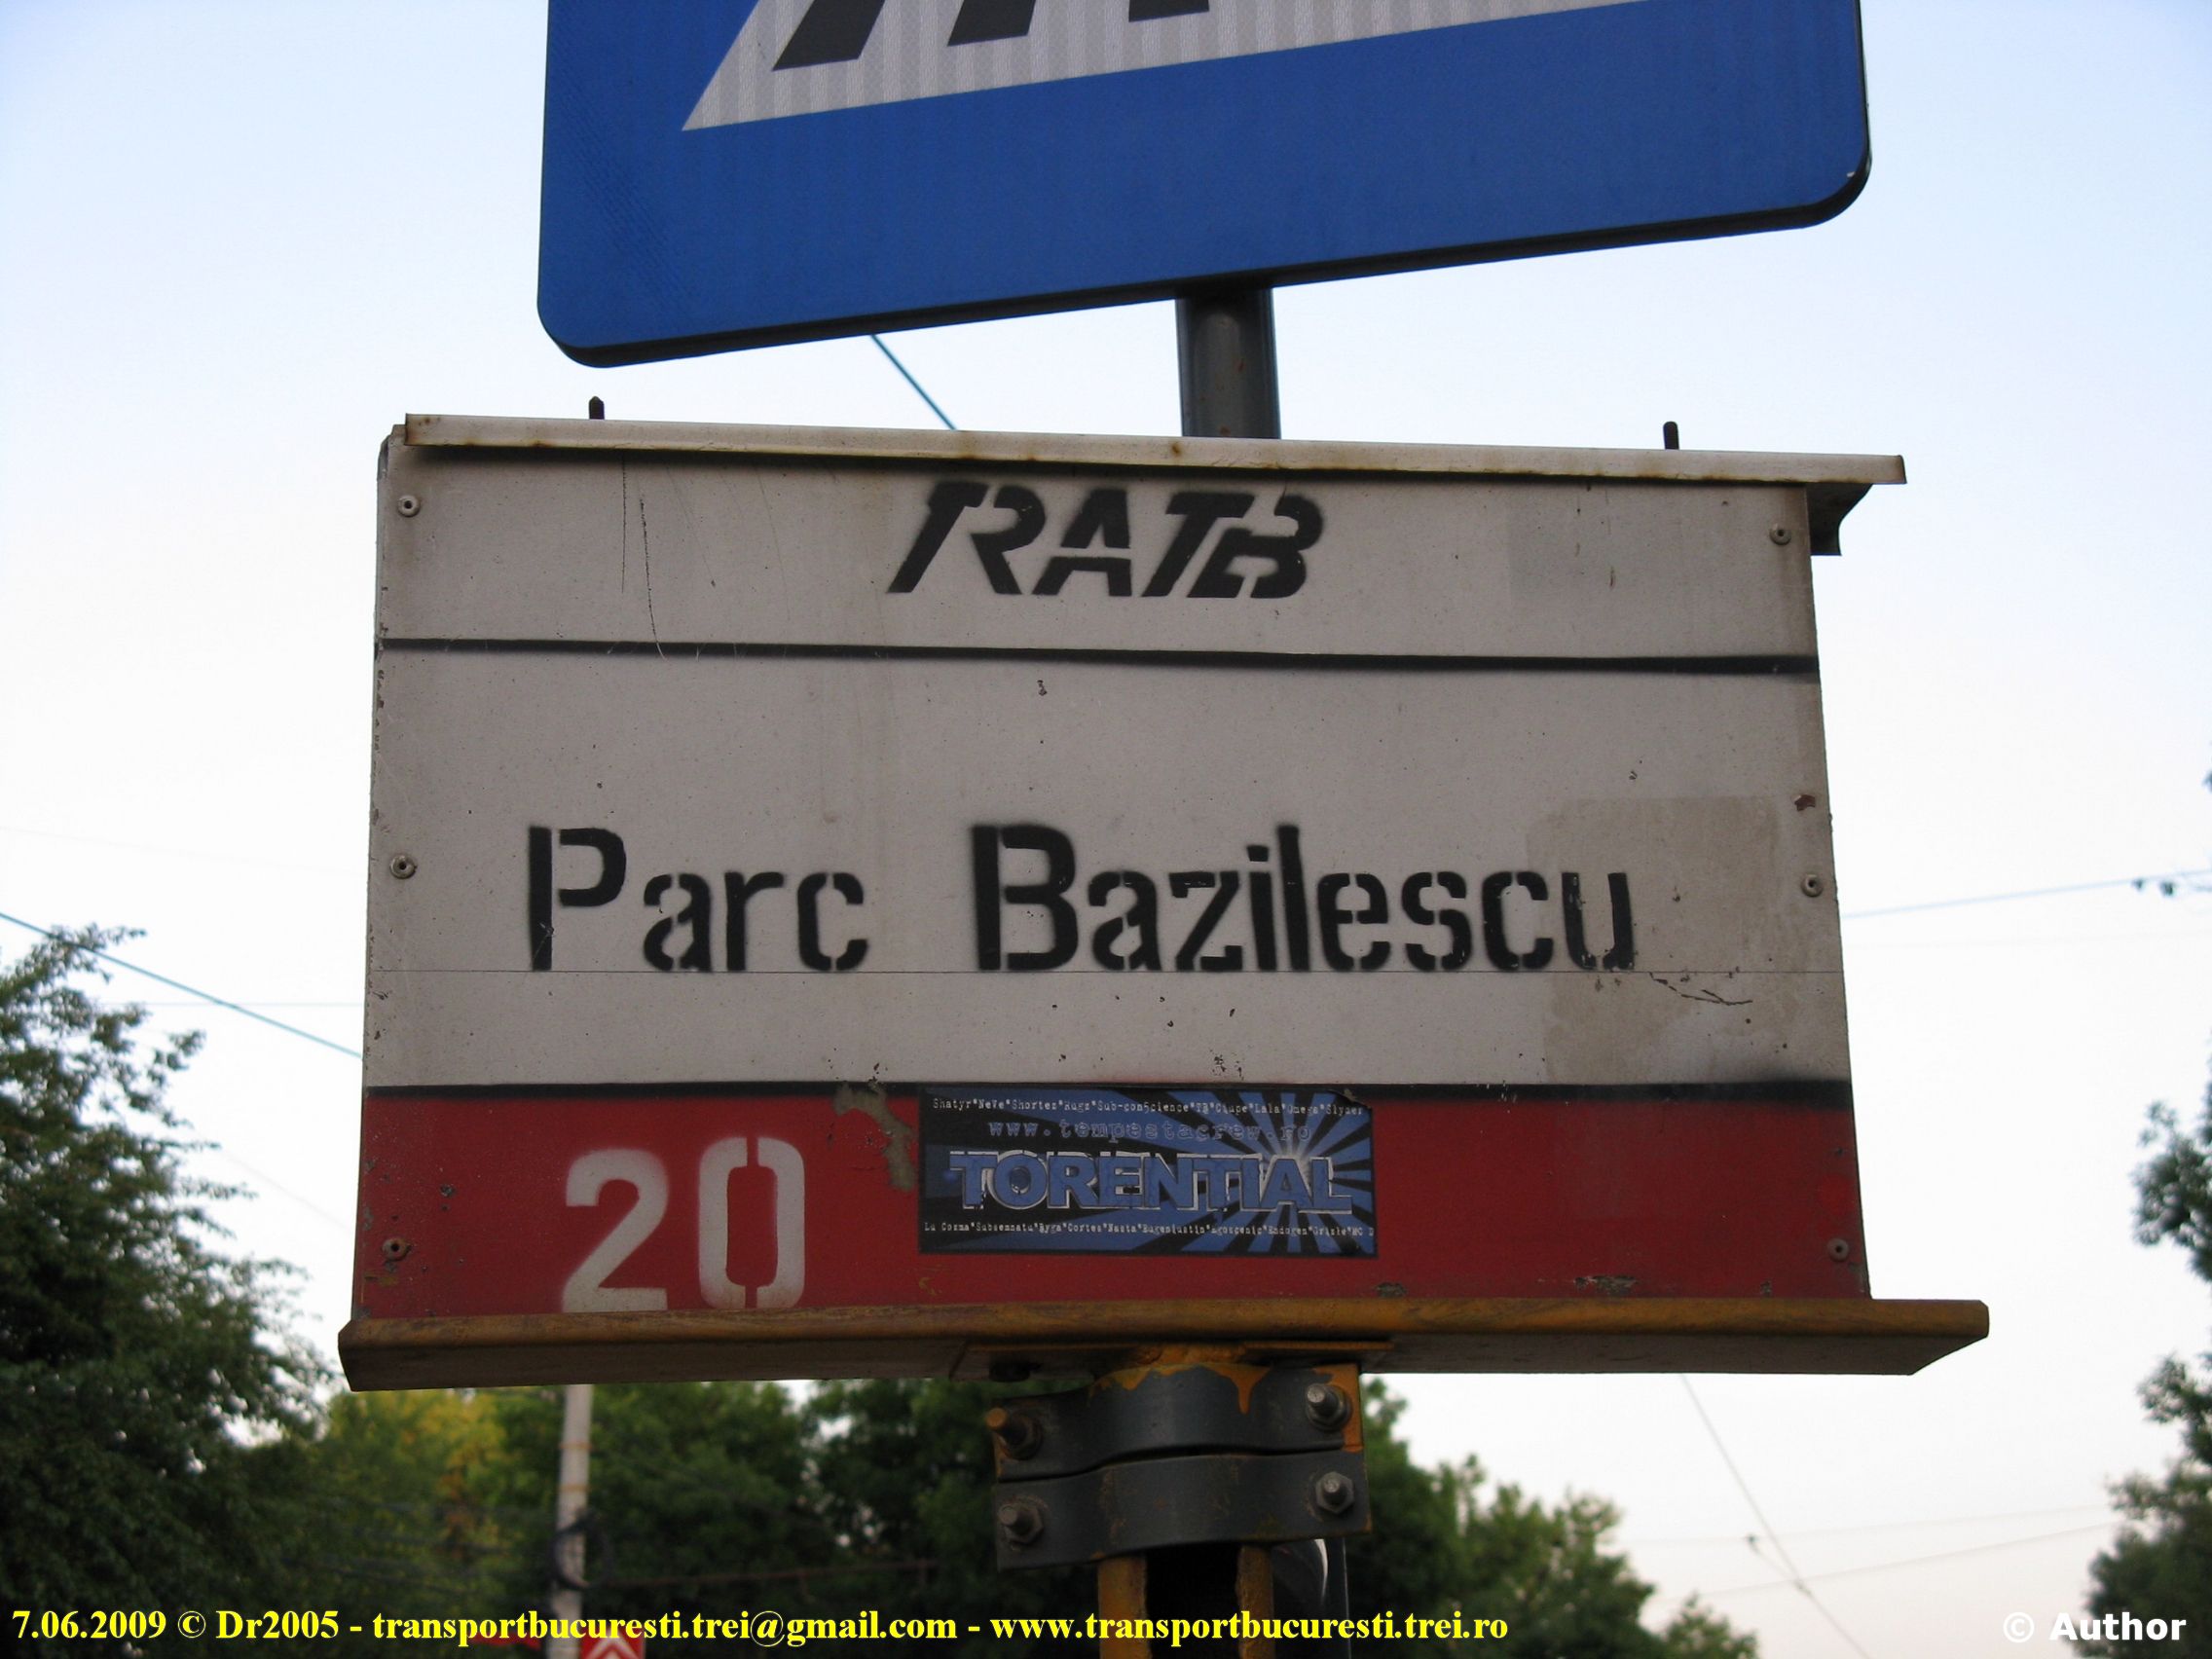 RATB
Parc Bazilescu
20
www.tempestacrew.ro
TORENTIAL
7.06.2009 © Dr2005 - transportbucuresti.trei@gmail.com - www.transportbucuresti.trei.ro
© Author